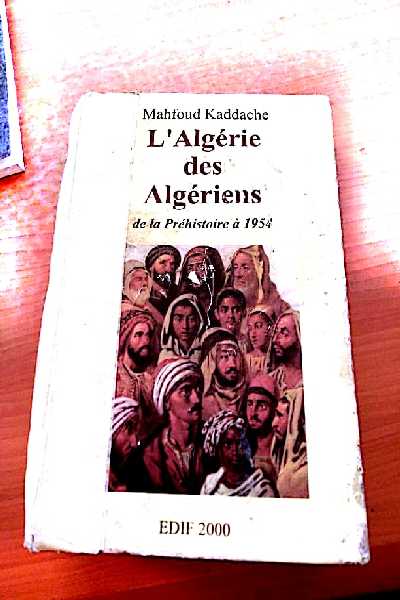 Mahfoud Kaddache
L'Algérie
des
Algériens
de la Préhistoire à 1954
EDIF 2000